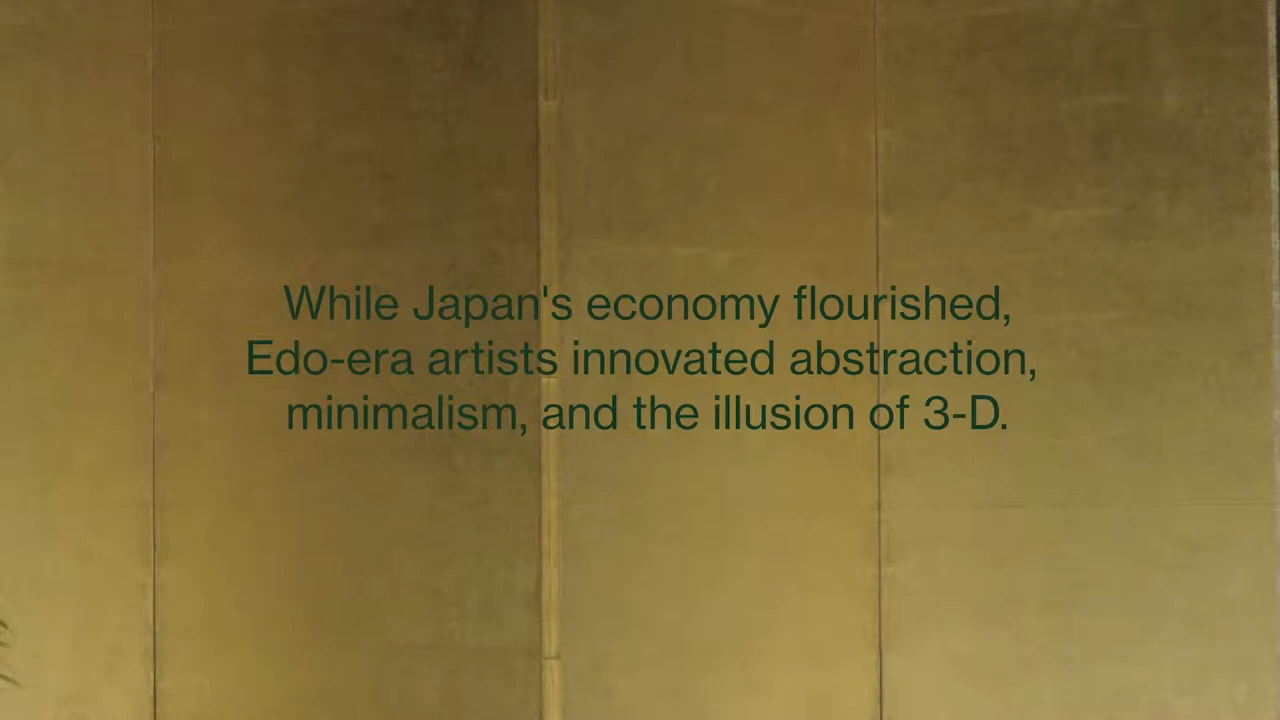 While Japan's economy flourished,
Edo-era artists innovated abstraction,
minimalism, and the illusion of 3-D.